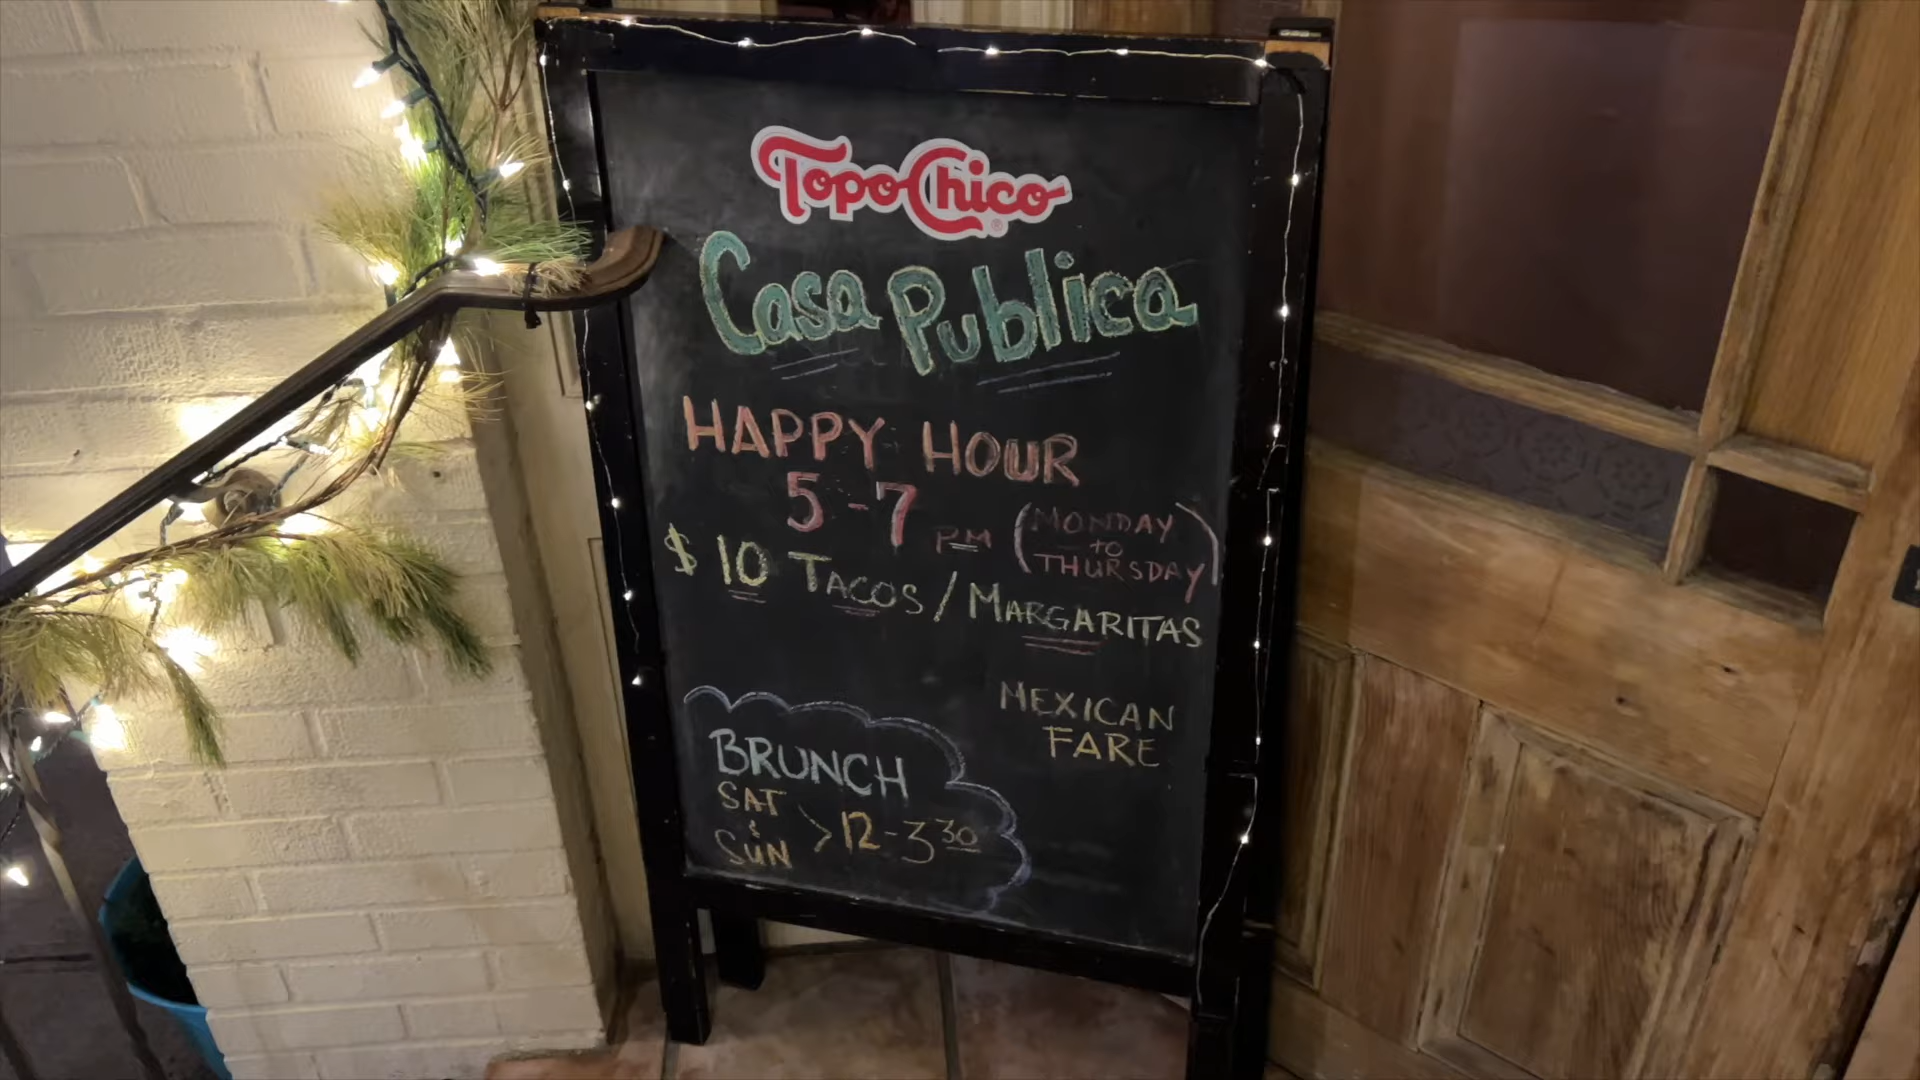 Topo Chico
Casa Publica
HAPPY HOUR
5-7 PM (MONDAY
to
THURSDAY)
$10 TACOS / MARGARITAS
MEXICAN
FARE
BRUNCH
SAT
&
SUN > 12-3 30